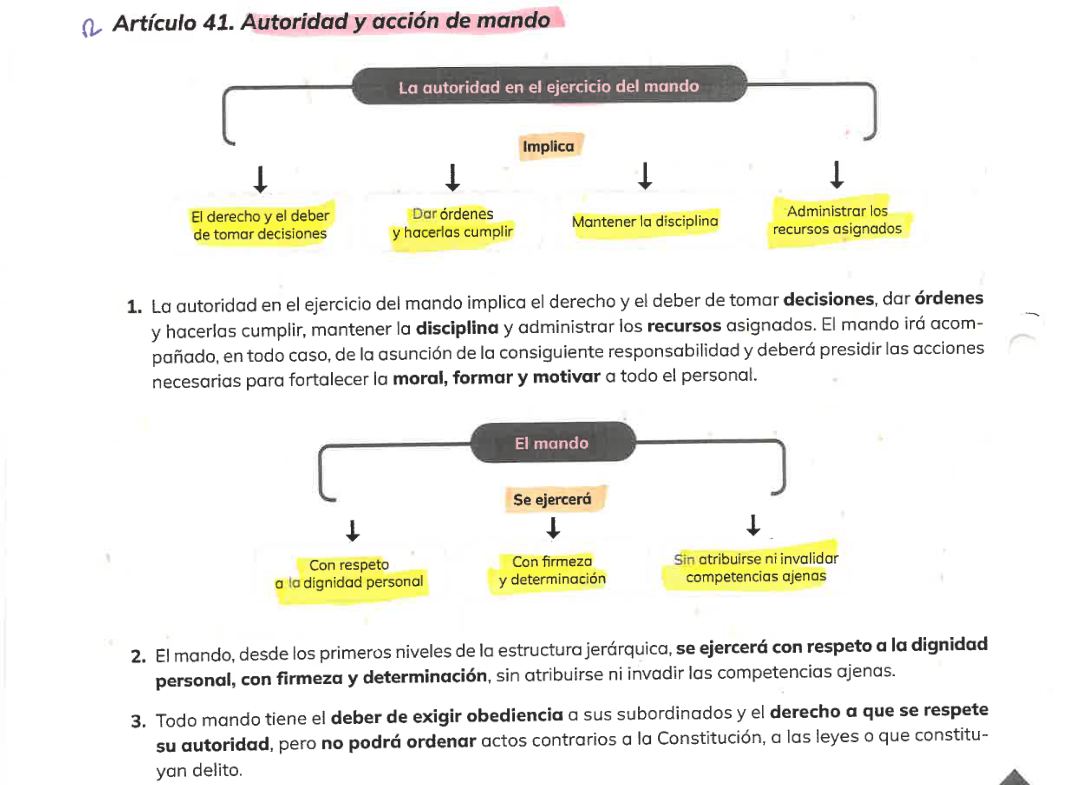 Artículo 41. Autoridad y acción de mando
La autoridad en el ejercicio del mando
Implica
El derecho y el deber
de tomar decisiones
Dar órdenes
y hacerlas cumplir
Mantener la disciplina
Administrar los
recursos asignados
1. La autoridad en el ejercicio del mando implica el derecho y el deber de tomar decisiones, dar órdenes
y hacerlas cumplir, mantener la disciplina y administrar los recursos asignados. El mando irá acom-
pañado, en todo caso, de la asunción de la consiguiente responsabilidad y deberá presidir las acciones
necesarias para fortalecer la moral, formar y motivar a todo el personal.
El mando
Se ejercerá
Con respeto
a la dignidad personal
Con firmeza
y determinación
Sin atribuirse ni invalidar
competencias ajenas
2. El mando, desde los primeros niveles de la estructura jerárquica, se ejercerá con respeto a la dignidad
personal, con firmeza y determinación, sin atribuirse ni invadir las competencias ajenas.
3. Todo mando tiene el deber de exigir obediencia a sus subordinados y el derecho a que se respete
su autoridad, pero no podrá ordenar actos contrarios a la Constitución, a las leyes o que constitu-
yan delito.